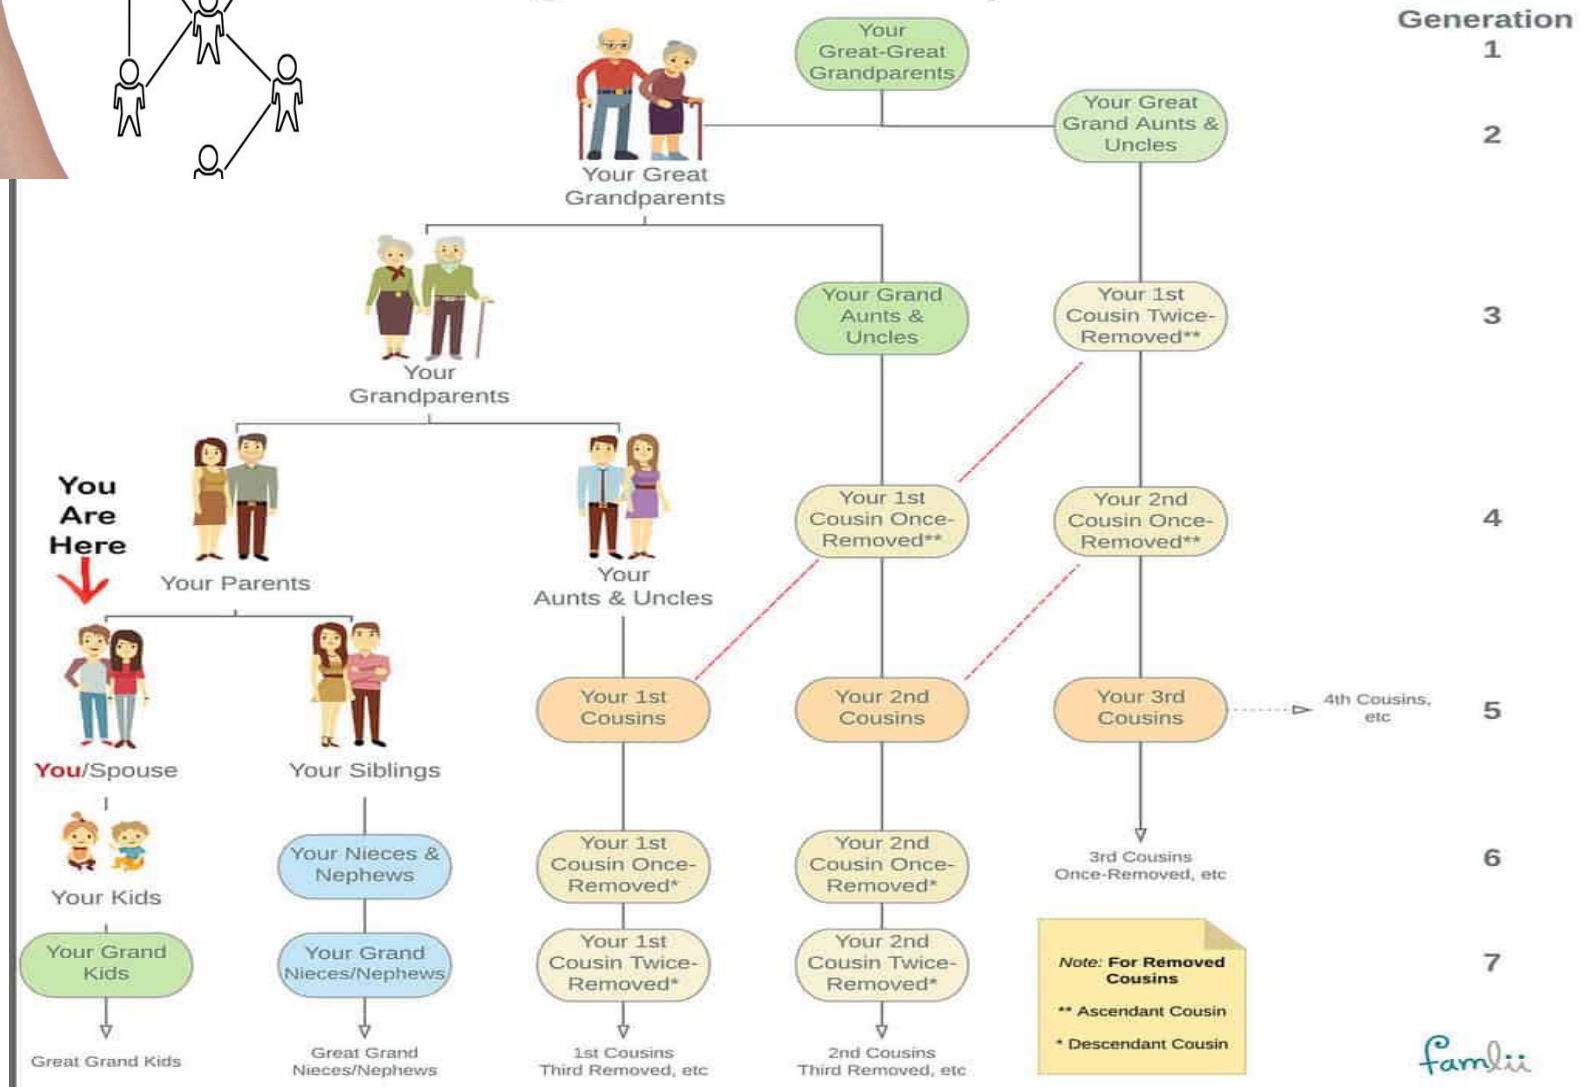 Generation
1
Your
Great-Great
Grandparents
Your Great
Grand Aunts &
Uncles
2
Your Great
Grandparents
Your Grand
Aunts &
Uncles
Your 1st
Cousin Twice-
Removed**
3
Your
Grandparents
You
Are
Here
Your Parents
Your
Aunts & Uncles
Your 1st
Cousin Once-
Removed**
Your 2nd
Cousin Once-
Removed**
4
You/Spouse
Your Siblings
Your 1st
Cousins
Your 2nd
Cousins
Your 3rd
Cousins
4th Cousins,
etc
5
Your Kids
Your Nieces &
Nephews
Your 1st
Cousin Once-
Removed*
Your 2nd
Cousin Once-
Removed*
3rd Cousins
Once-Removed, etc
6
Your Grand
Kids
Your Grand
Nieces/Nephews
Your 1st
Cousin Twice-
Removed*
Your 2nd
Cousin Twice-
Removed*
7
Note: For Removed
Cousins
** Ascendant Cousin
* Descendant Cousin
Great Grand Kids
Great Grand
Nieces/Nephews
1st Cousins
Third Removed, etc
2nd Cousins
Third Removed, etc
famlii